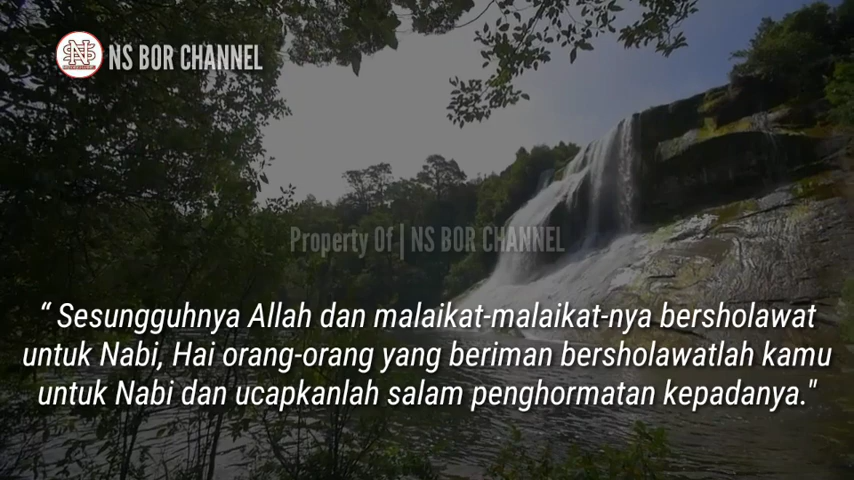 NS BOR CHANNEL
Property Of | NS BOR CHANNEL
“ Sesungguhnya Allah dan malaikat-malaikat-nya bersholawat
untuk Nabi, Hai orang-orang yang beriman bersholawatlah kamu
untuk Nabi dan ucapkanlah salam penghormatan kepadanya."